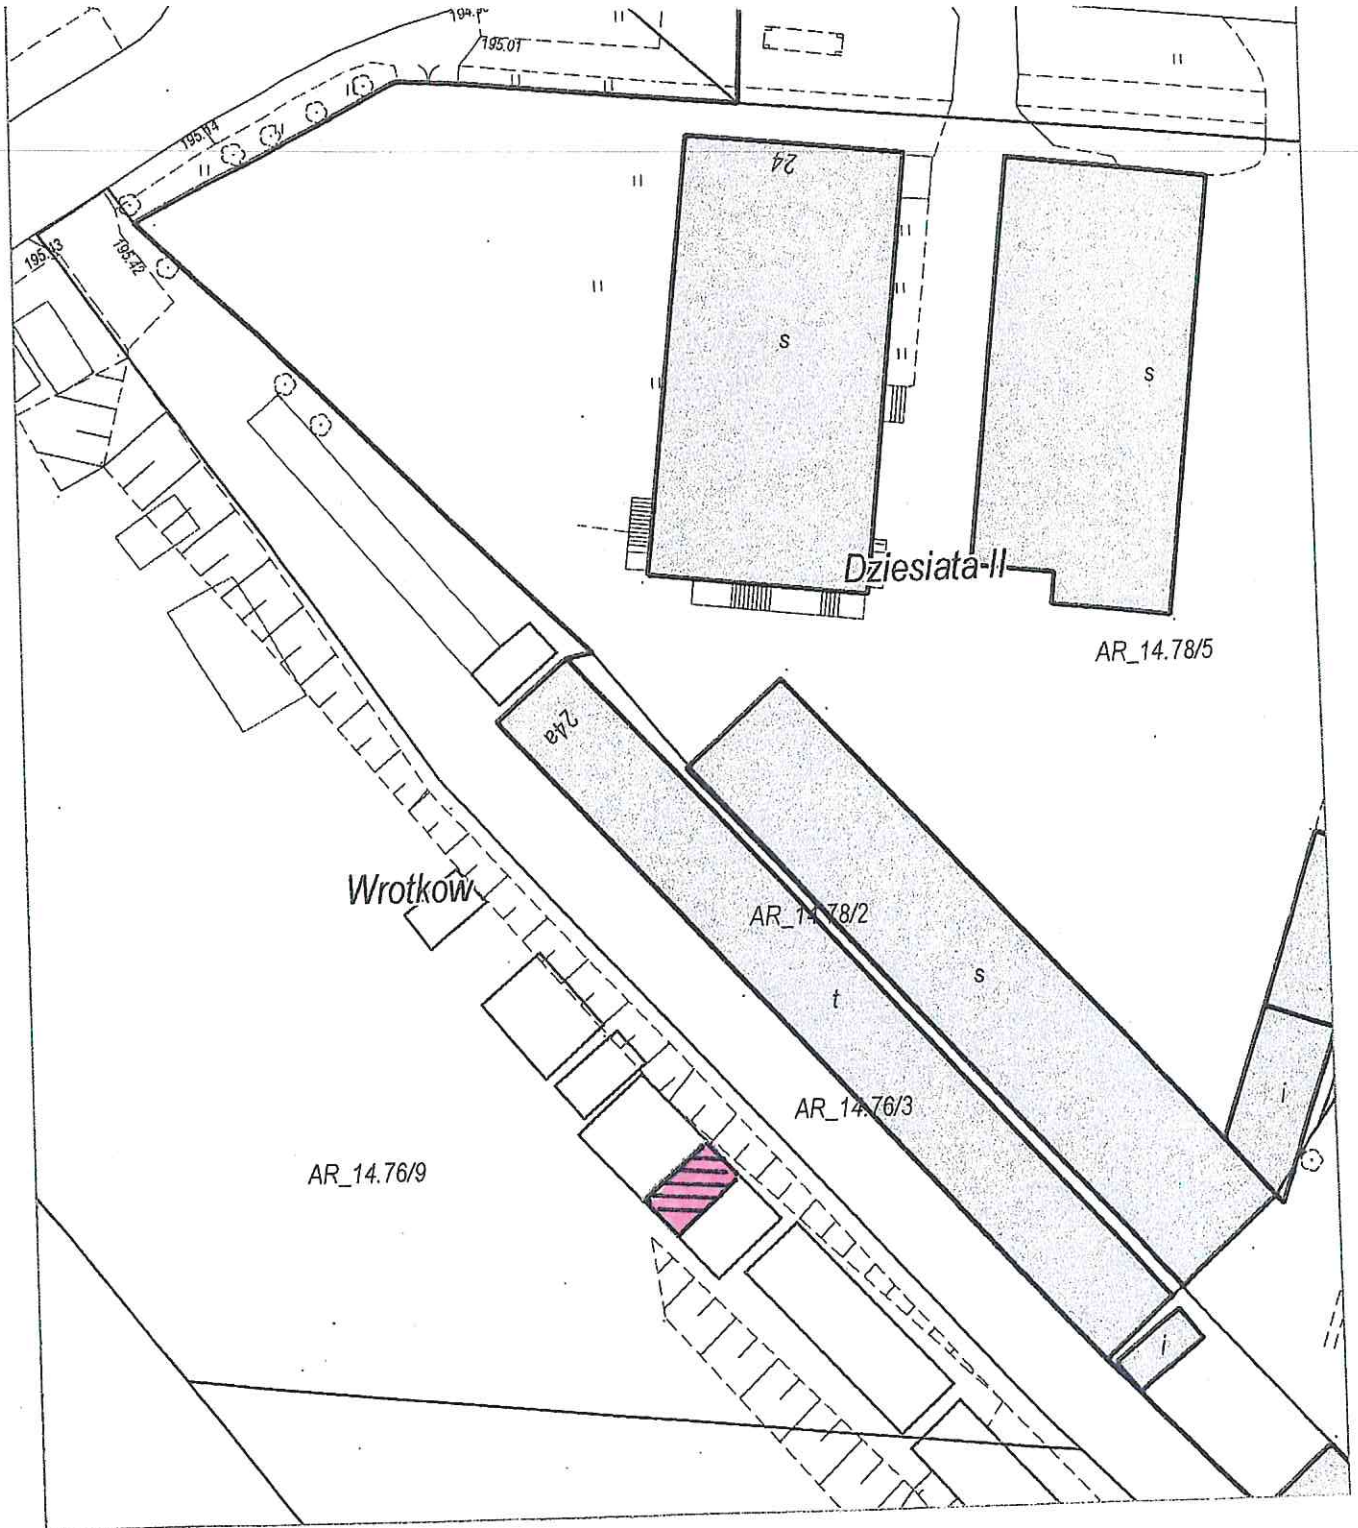 195.01
195.14
24
195.43
195.42
s
s
Dziesiata-II
AR_14.78/5
24a
Wrotków
AR_14.78/2
s
t
i
AR_14.76/3
AR_14.76/9
i